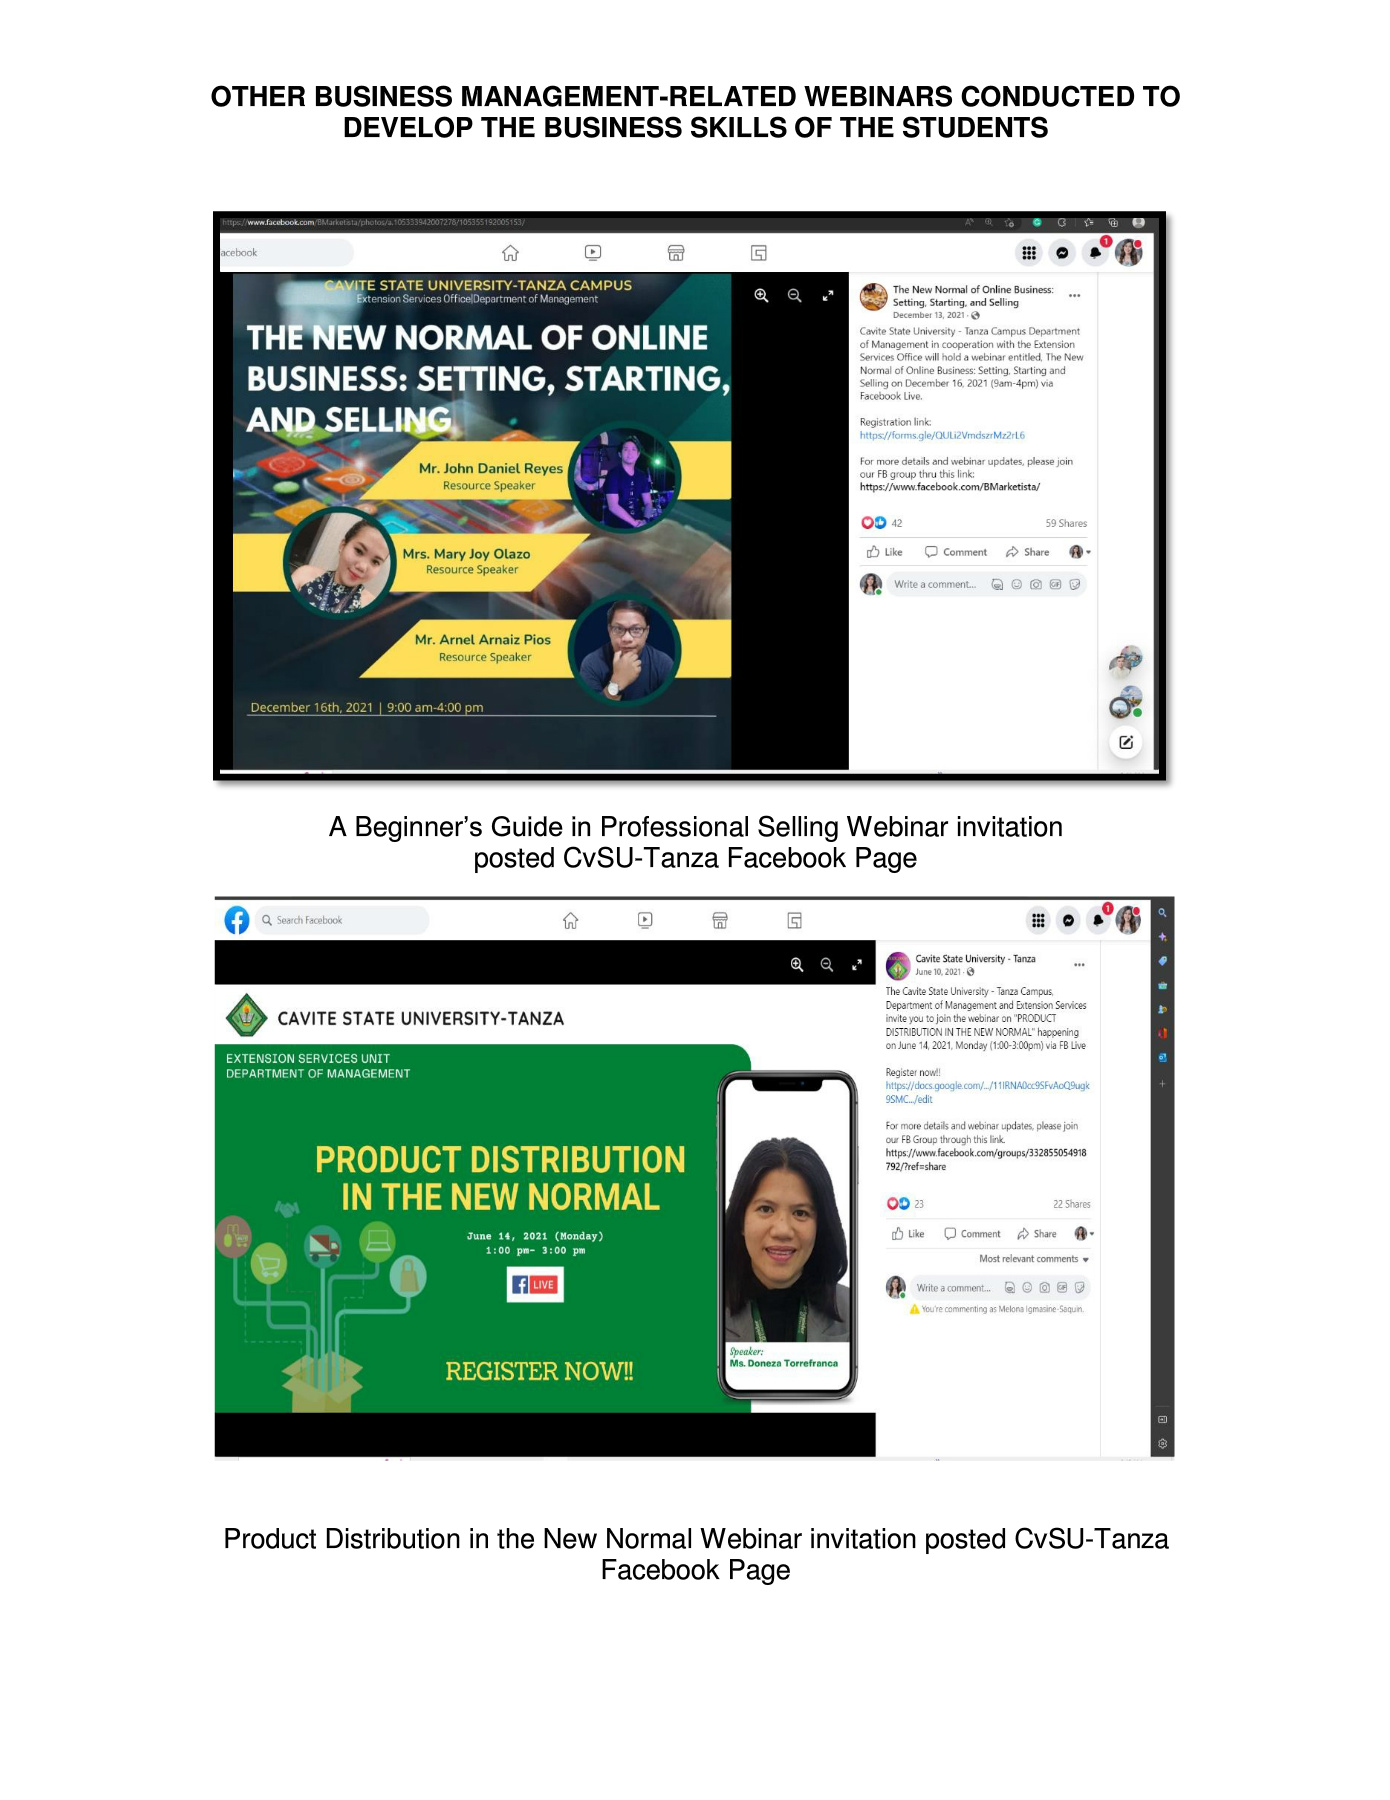 OTHER BUSINESS MANAGEMENT-RELATED WEBINARS CONDUCTED TO
DEVELOP THE BUSINESS SKILLS OF THE STUDENTS
https://www.facebook.com/BMarketista/photos/a.105333942007276/105355192005153/
acebook
1
CAVITE STATE UNIVERSITY-TANZA CAMPUS
Extension Services Office|Department of Management
THE NEW NORMAL OF ONLINE
BUSINESS: SETTING, STARTING,
AND SELLING
Mr. John Daniel Reyes
Resource Speaker
Mrs. Mary Joy Olazo
Resource Speaker
Mr. Arnel Arnaiz Pios
Resource Speaker
December 16th, 2021 | 9:00 am-4:00 pm
The New Normal of Online Business:
Setting, Starting, and Selling
December 13, 2021 ·
Cavite State University - Tanza Campus Department
of Management in cooperation with the Extension
Services Office will hold a webinar entitled, The New
Normal of Online Business: Setting, Starting and
Selling on December 16, 2021 (9am-4pm) via
Facebook Live.
Registration link:
https://forms.gle/QULi2VmdszrMz2rL6
For more details and webinar updates, please join
our FB group thru this link:
https://www.facebook.com/BMarketista/
42 59 Shares
Like Comment Share
Write a comment...
GIF
A Beginner’s Guide in Professional Selling Webinar invitation
posted CvSU-Tanza Facebook Page
Search Facebook
1
CAVITE STATE UNIVERSITY-TANZA
EXTENSION SERVICES UNIT
DEPARTMENT OF MANAGEMENT
PRODUCT DISTRIBUTION
IN THE NEW NORMAL
June 14, 2021 (Monday)
1:00 pm- 3:00 pm
LIVE
REGISTER NOW!!
Speaker:
Ms. Doneza Torrefranca
Cavite State University - Tanza
June 10, 2021 ·
The Cavite State University - Tanza Campus,
Department of Management and Extension Services
invite you to join the webinar on "PRODUCT
DISTRIBUTION IN THE NEW NORMAL" happening
on June 14, 2021, Monday (1:00-3:00pm) via FB Live
Register now!!
https://docs.google.com/.../11IRNA0cc9SFvAoQ9ugk
9SMC.../edit
For more details and webinar updates, please join
our FB Group through this link.
https://www.facebook.com/groups/332855054918
792/?ref=share
23 22 Shares
Like Comment Share
Most relevant comments
Write a comment...
GIF
You're commenting as Melona Igmasine-Saquin.
Product Distribution in the New Normal Webinar invitation posted CvSU-Tanza
Facebook Page